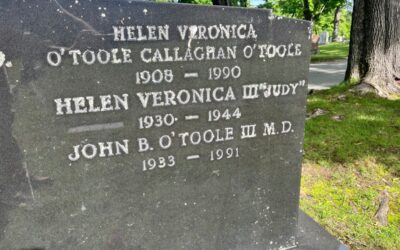 HELEN VERONICA
O'TOOLE CALLAGHAN O'TOOLE
1908 — 1990
HELEN VERONICA III "JUDY"
1930 — 1944
JOHN B. O'TOOLE III M.D.
1933 — 1991